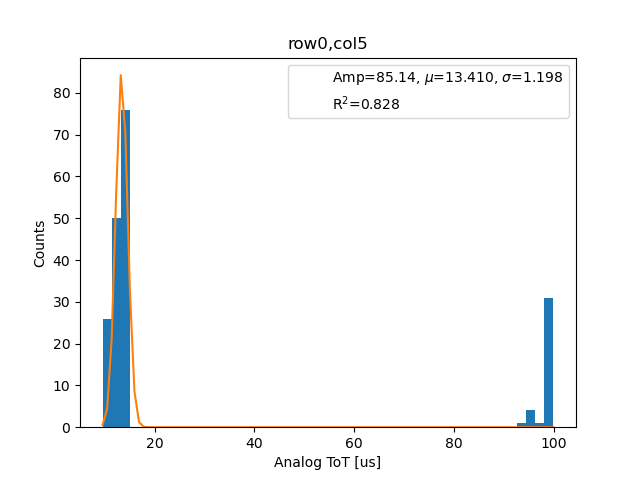 row0,col5
Amp=85.14, μ=13.410, σ=1.198
R²=0.828
80
70
60
50
40
30
20
10
0
Counts
20 40 60 80 100
Analog ToT [us]